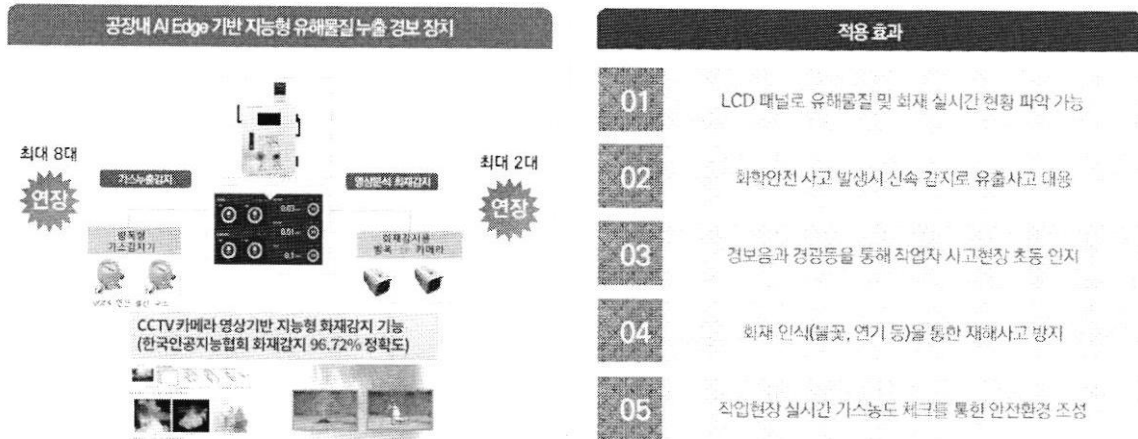 공장내 AI Edge 기반 지능형 유해물질 누출 경보 장치
최대 8대
연장
가스누출감지
영상분석 화재감지
최대 2대
연장
방폭형
가스감지기
화재감지용
방폭 카메라
0.03
0.01
0.1
CCTV 카메라 영상기반 지능형 화재감지 기능
(한국인공지능협회 화재감지 96.72% 정확도)
적용 효과
01
LCD 패널로 유해물질 및 화재 실시간 현황 파악 가능
02
화학안전 사고 발생시 신속 감지로 유출사고 대응
03
경보음과 경광등을 통해 작업자 사고현장 초동 인지
04
화재 인식(불꽃, 연기 등)을 통한 재해사고 방지
05
작업현장 실시간 가스농도 체크를 통한 안전환경 조성